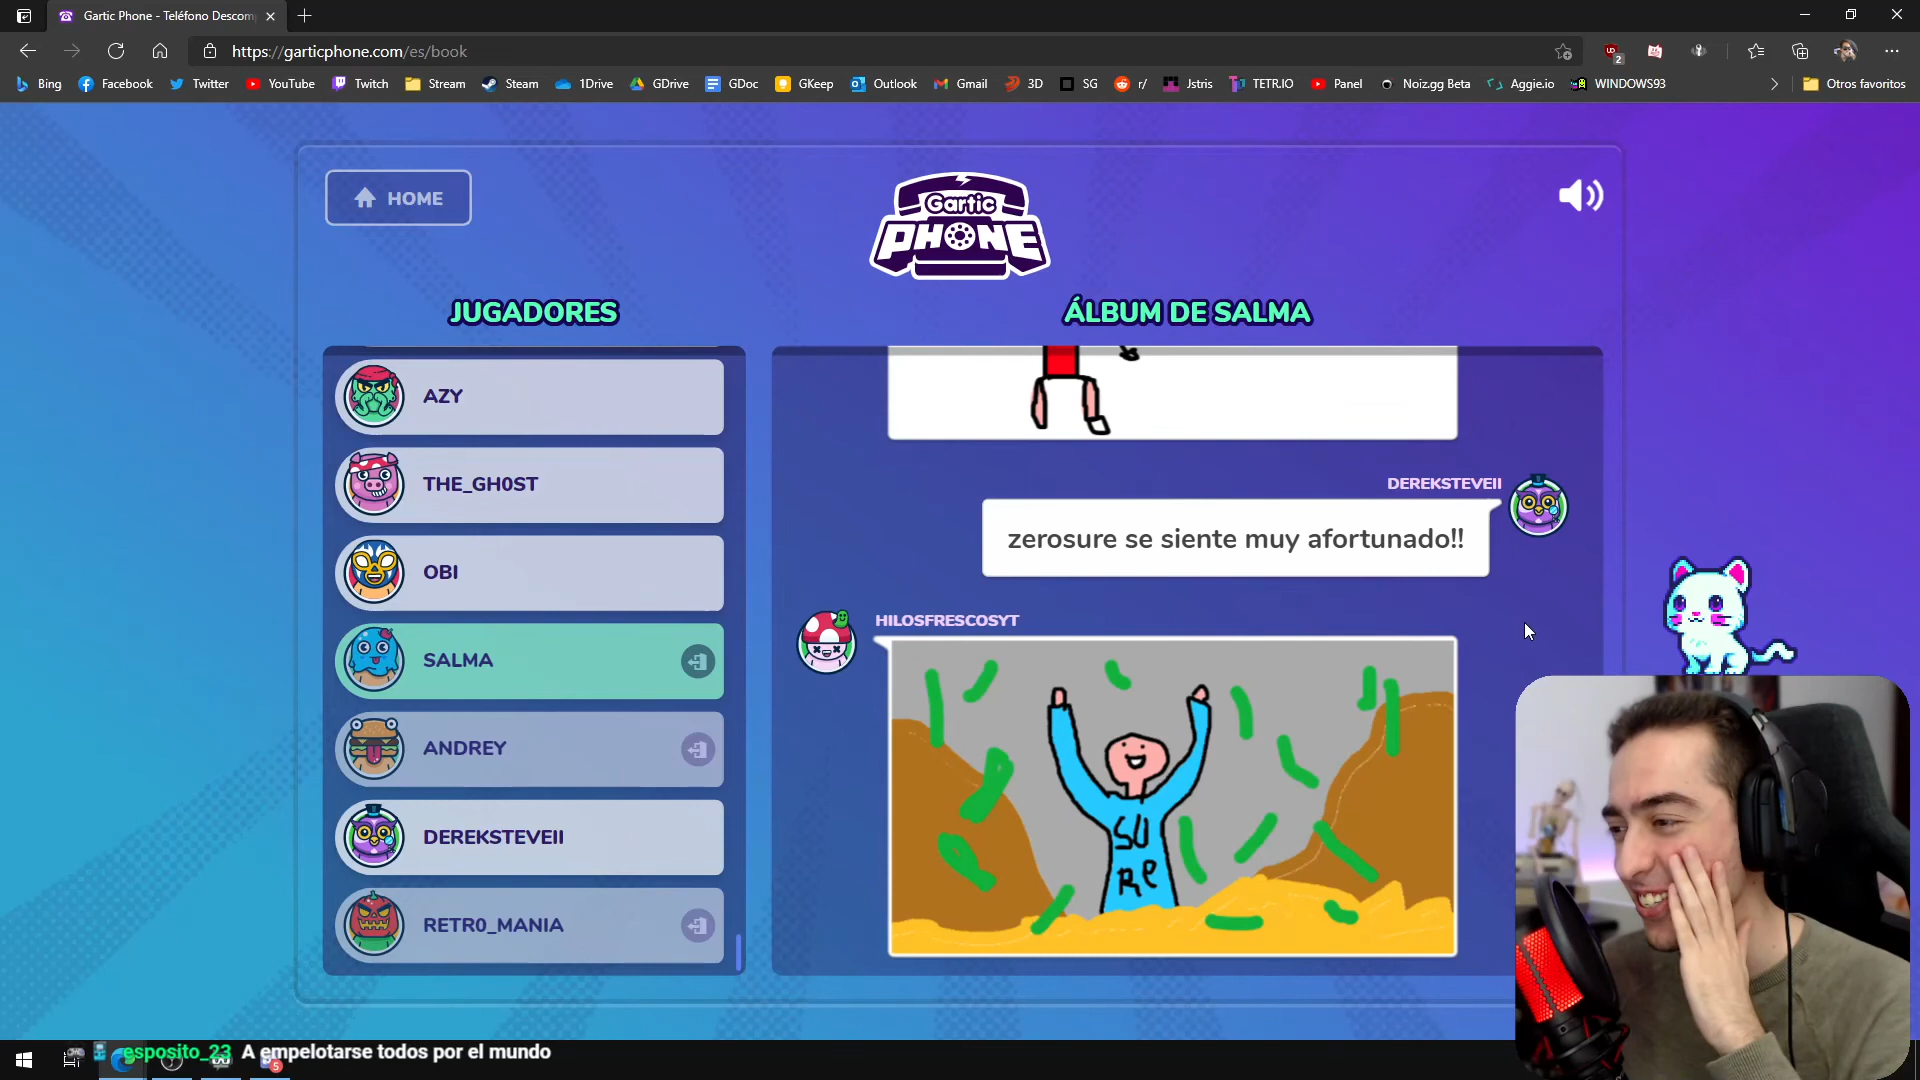 Gartic Phone - Teléfono Descom
https://garticphone.com/es/book
2
Bing Facebook Twitter YouTube Twitch Stream Steam 1Drive GDrive GDoc GKeep Outlook Gmail 3D SG r/ Jstris TETR.IO Panel Noiz.gg Beta Aggie.io WINDOWS93 Otros favoritos
HOME
Gartic
PHONE
JUGADORES
ÁLBUM DE SALMA
AZY
THE_GH0ST
OBI
SALMA
ANDREY
DEREKSTEVEII
RETR0_MANIA
DEREKSTEVEII
zerosure se siente muy afortunado!!
HILOSFRESCOSYT
SU
Re
esposito_23 A empelotarse todos por el mundo
5